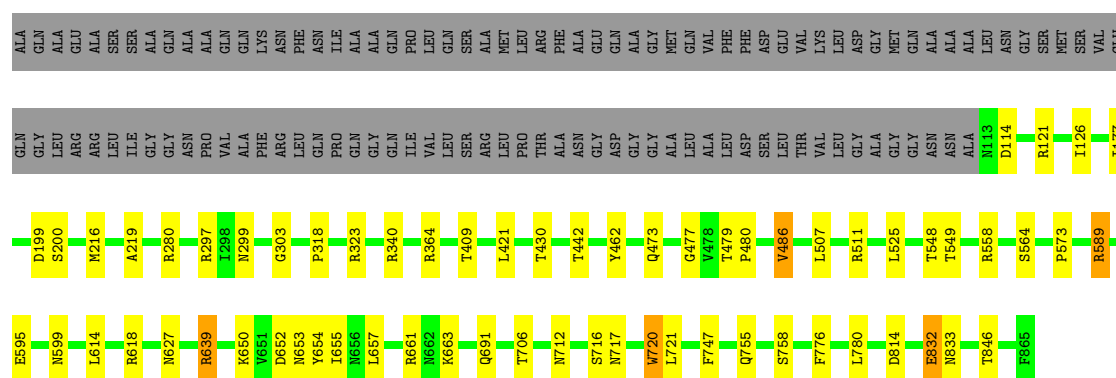 ALA GLN ALA GLU ALA SER SER ALA GLN ALA ALA GLN GLN LYS ASN PHE ASN ILE ALA ALA GLN PRO LEU GLN SER ALA MET LEU ARG PHE ALA GLU GLN ALA GLY MET GLN VAL PHE PHE ASP GLU VAL LYS LEU ASP GLY MET GLN ALA ALA ALA LEU ASN GLY SER MET SER VAL
GLN GLY LEU ARG ARG LEU ILE GLY GLY ASN PRO VAL ALA PHE ARG LEU GLN PRO GLN GLY GLN ILE VAL LEU SER ARG LEU PRO THR ALA ASN GLY ASP GLY GLY ALA LEU ALA LEU ASP SER LEU THR VAL LEU GLY ALA GLY GLY ASN ASN ALA N113 D114 R121 I126
D199 S200 M216 A219 R280 R297 I298 N299 G303 P318 R323 R340 R364 T409 L421 T430 T442 Y462 Q473 G477 V478 T479 P480 V486 L507 R511 L525 T548 T549 R558 S564 P573 R589
E595 N599 L614 R618 N627 R639 K650 V651 D652 N653 Y654 I655 N656 L657 R661 N662 K663 Q691 T706 N712 S716 N717 W720 L721 F747 Q755 S758 F776 L780 D814 E832 N833 T846 F865